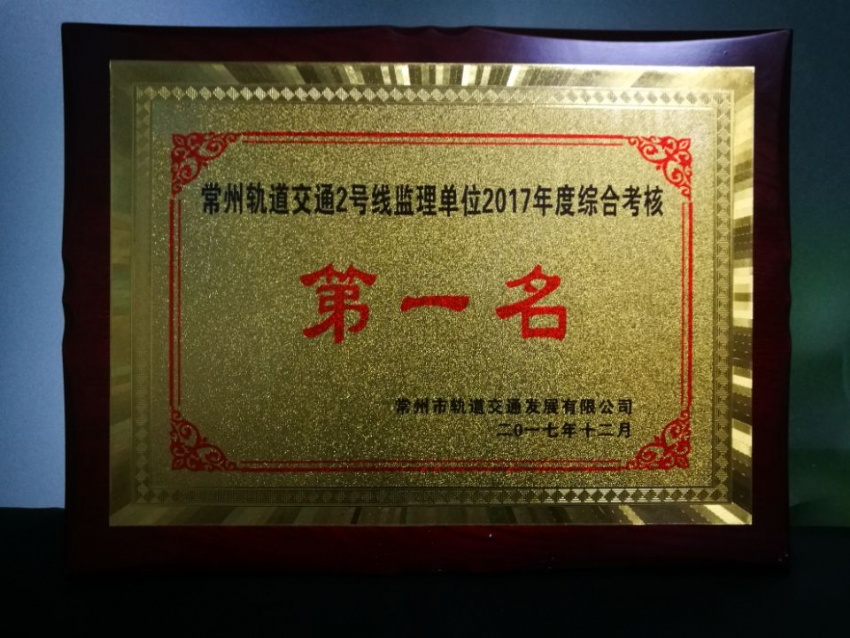 常州轨道交通2号线监理单位2017年度综合考核
第一名
常州市轨道交通发展有限公司
二0一七年十二月